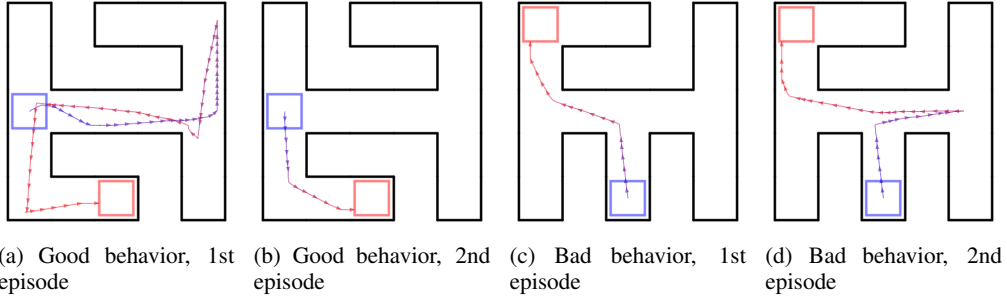 (a) Good behavior, 1st episode
(b) Good behavior, 2nd episode
(c) Bad behavior, 1st episode
(d) Bad behavior, 2nd episode